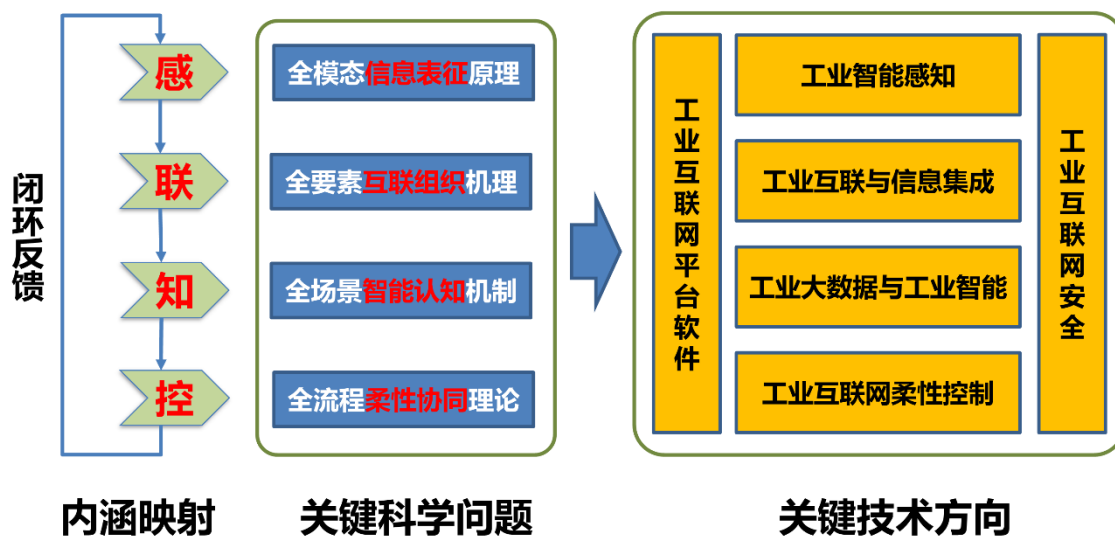 闭环反馈
感
联
知
控
全模态信息表征原理
全要素互联组织机理
全场景智能认知机制
全流程柔性协同理论
工业互联网平台软件
工业智能感知
工业互联与信息集成
工业大数据与工业智能
工业互联网柔性控制
工业互联网安全
内涵映射
关键科学问题
关键技术方向